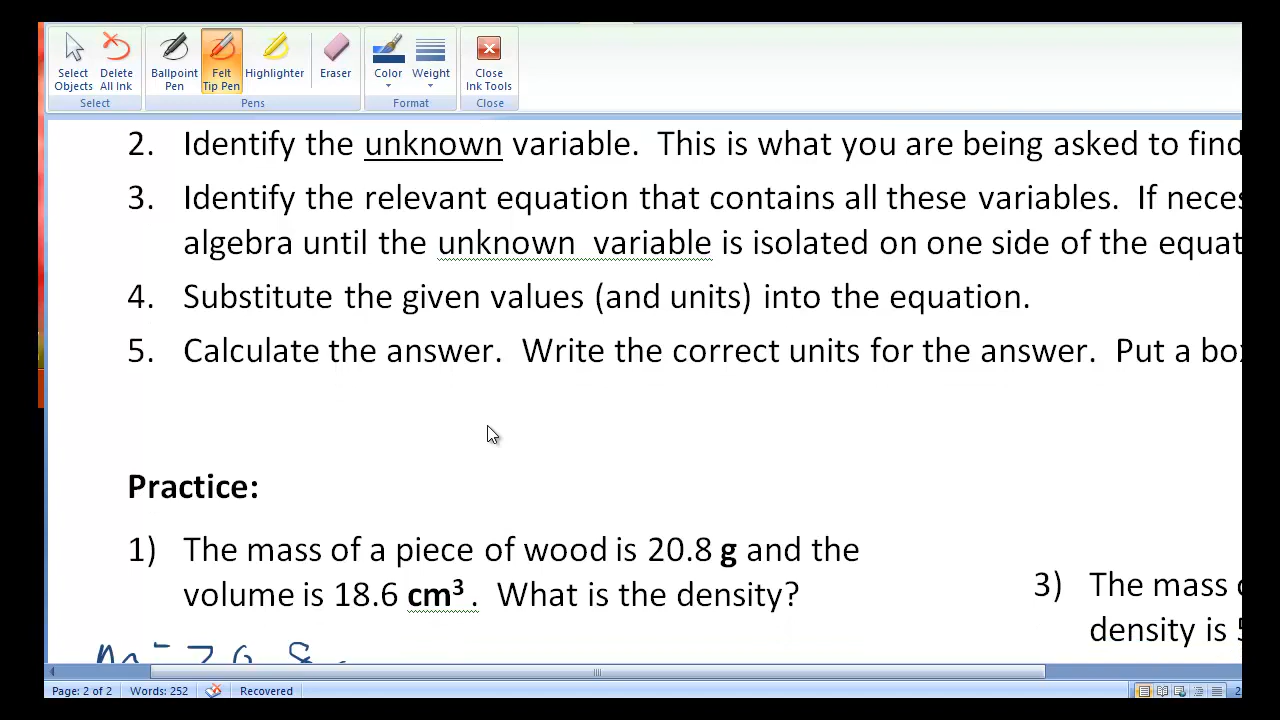 Select Objects
Delete All Ink
Ballpoint Pen
Felt Tip Pen
Highlighter
Eraser
Color
Weight
Close Ink Tools
Select
Pens
Format
Close
2. Identify the unknown variable. This is what you are being asked to find
3. Identify the relevant equation that contains all these variables. If neces
algebra until the unknown variable is isolated on one side of the equat
4. Substitute the given values (and units) into the equation.
5. Calculate the answer. Write the correct units for the answer. Put a box
Practice:
1) The mass of a piece of wood is 20.8 g and the
volume is 18.6 cm³. What is the density?
3) The mass
density is
Page: 2 of 2 Words: 252 Recovered